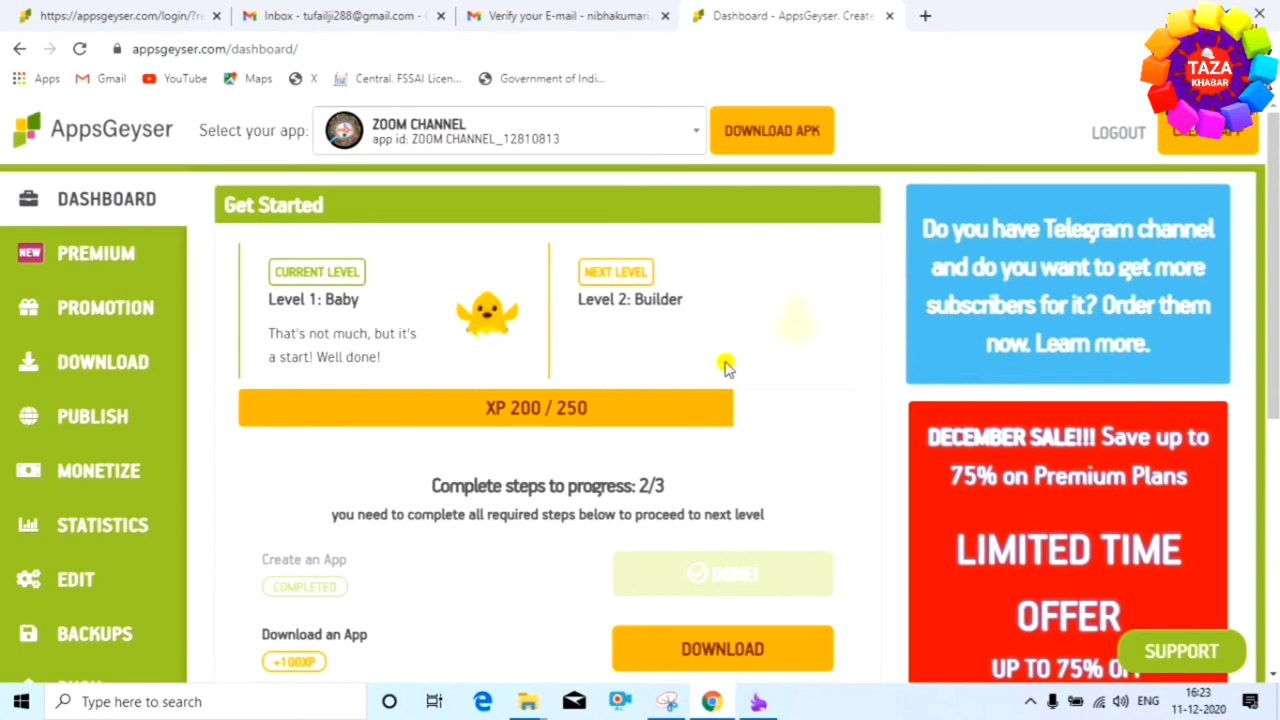 https://appsgeyser.com/login/?r
Inbox - tufailji288@gmail.com -
Verify your E-mail - nibhakumari
Dashboard - AppsGeyser. Create
appsgeyser.com/dashboard/
Apps
Gmail
YouTube
Maps
X
Central. FSSAI Licen...
Government of Indi...
TAZA
KHABAR
AppsGeyser
Select your app:
ZOOM CHANNEL
app id: ZOOM CHANNEL_12810813
DOWNLOAD APK
LOGOUT
DASHBOARD
NEW PREMIUM
PROMOTION
DOWNLOAD
PUBLISH
MONETIZE
STATISTICS
EDIT
BACKUPS
Get Started
CURRENT LEVEL
Level 1: Baby
That's not much, but it's
a start! Well done!
NEXT LEVEL
Level 2: Builder
XP 200 / 250
Complete steps to progress: 2/3
you need to complete all required steps below to proceed to next level
Create an App
COMPLETED
DONE!
Download an App
+100XP
DOWNLOAD
Do you have Telegram channel
and do you want to get more
subscribers for it? Order them
now. Learn more.
DECEMBER SALE!!! Save up to
75% on Premium Plans
LIMITED TIME
OFFER
UP TO 75%
SUPPORT
Type here to search
ENG
16:23
11-12-2020